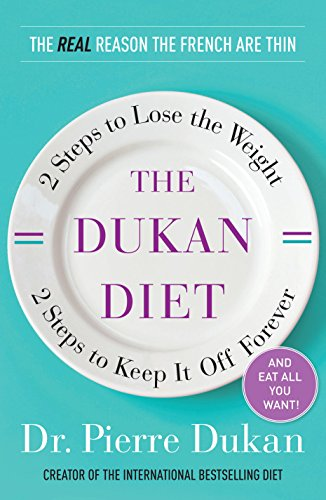 THE REAL REASON THE FRENCH ARE THIN
2 Steps to Lose the Weight
THE
DUKAN
DIET
2 Steps to Keep It Off Forever
AND
EAT ALL
YOU
WANT!
Dr. Pierre Dukan
CREATOR OF THE INTERNATIONAL BESTSELLING DIET